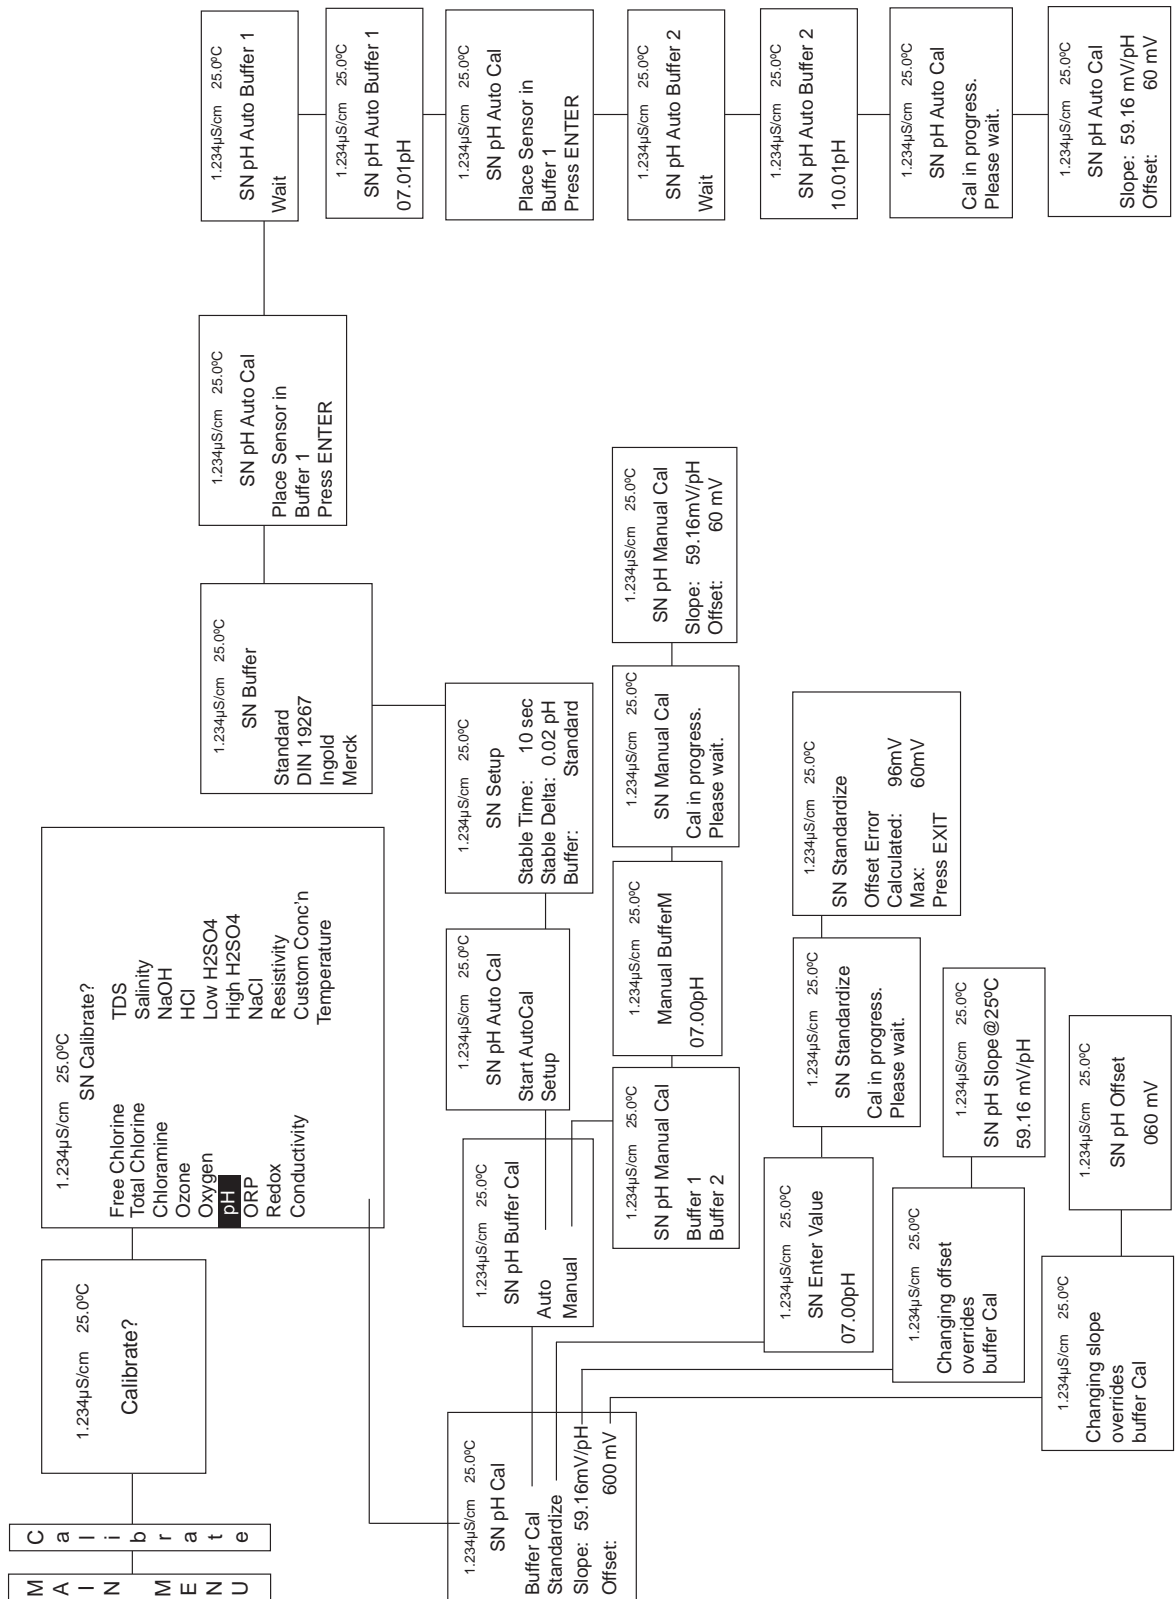 MAIN MENU
Calibrate
1.234µS/cm 25.0ºC
Calibrate?
1.234µS/cm 25.0ºC
SN Calibrate?
Free Chlorine TDS
Total Chlorine Salinity
Chloramine NaOH
Ozone HCl
Oxygen Low H2SO4
pH High H2SO4
ORP NaCl
Redox Resistivity
Conductivity Custom Conc'n
Temperature
1.234µS/cm 25.0ºC
SN pH Cal
Buffer Cal
Standardize
Slope: 59.16mV/pH
Offset: 600 mV
1.234µS/cm 25.0ºC
SN pH Buffer Cal
Auto
Manual
1.234µS/cm 25.0ºC
SN pH Auto Cal
Start AutoCal
Setup
1.234µS/cm 25.0ºC
SN Setup
Stable Time: 10 sec
Stable Delta: 0.02 pH
Buffer: Standard
1.234µS/cm 25.0ºC
SN Buffer
Standard
DIN 19267
Ingold
Merck
1.234µS/cm 25.0ºC
SN pH Auto Cal
Place Sensor in
Buffer 1
Press ENTER
1.234µS/cm 25.0ºC
SN pH Auto Buffer 1
Wait
1.234µS/cm 25.0ºC
SN pH Auto Buffer 1
07.01pH
1.234µS/cm 25.0ºC
SN pH Auto Cal
Place Sensor in
Buffer 1
Press ENTER
1.234µS/cm 25.0ºC
SN pH Auto Buffer 2
Wait
1.234µS/cm 25.0ºC
SN pH Auto Buffer 2
10.01pH
1.234µS/cm 25.0ºC
SN pH Auto Cal
Cal in progress.
Please wait.
1.234µS/cm 25.0ºC
SN pH Auto Cal
Slope: 59.16 mV/pH
Offset: 60 mV
1.234µS/cm 25.0ºC
SN pH Manual Cal
Buffer 1
Buffer 2
1.234µS/cm 25.0ºC
Manual BufferM
07.00pH
1.234µS/cm 25.0ºC
SN Manual Cal
Cal in progress.
Please wait.
1.234µS/cm 25.0ºC
SN pH Manual Cal
Slope: 59.16mV/pH
Offset: 60 mV
1.234µS/cm 25.0ºC
SN Enter Value
07.00pH
1.234µS/cm 25.0ºC
SN Standardize
Cal in progress.
Please wait.
1.234µS/cm 25.0ºC
SN Standardize
Offset Error
Calculated: 96mV
Max: 60mV
Press EXIT
1.234µS/cm 25.0ºC
Changing offset
overrides
buffer Cal
1.234µS/cm 25.0ºC
SN pH Slope@25ºC
59.16 mV/pH
1.234µS/cm 25.0ºC
Changing slope
overrides
buffer Cal
1.234µS/cm 25.0ºC
SN pH Offset
060 mV